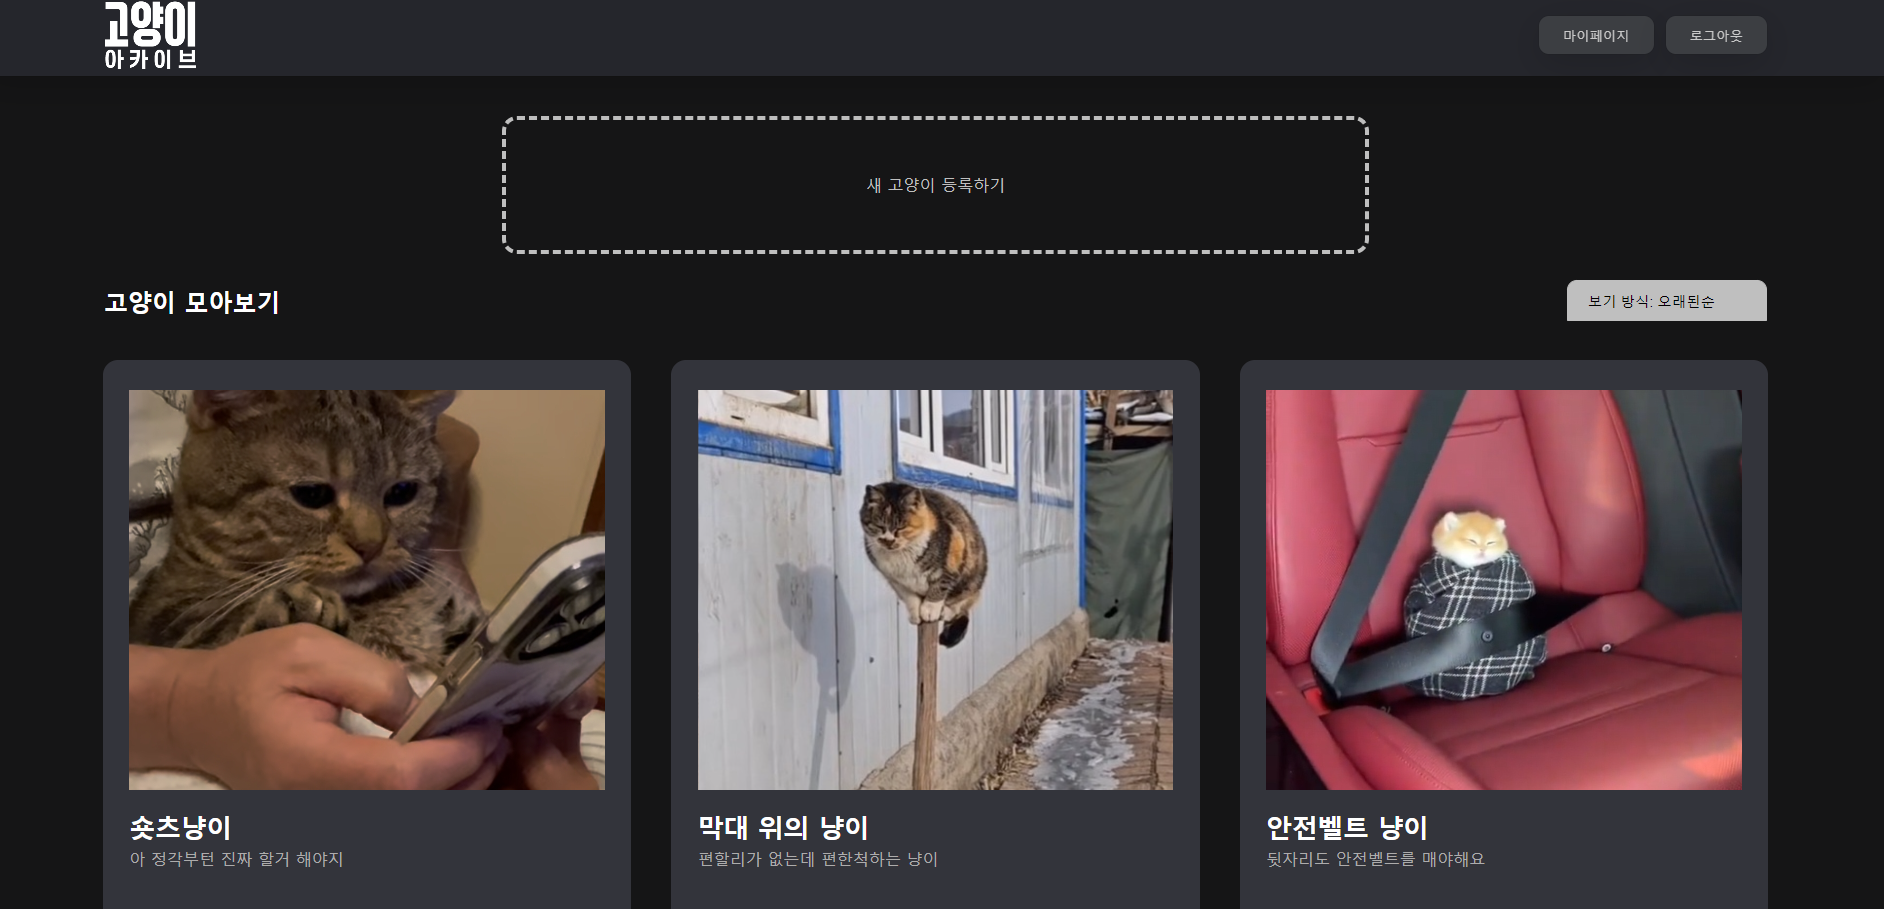 고양이
아카이브
마이페이지
로그아웃
새 고양이 등록하기
고양이 모아보기
보기 방식: 오래된순
숏츠냥이
아 정각부턴 진짜 할거 해야지
막대 위의 냥이
편할리가 없는데 편한척하는 냥이
안전벨트 냥이
뒷자리도 안전벨트를 매야해요